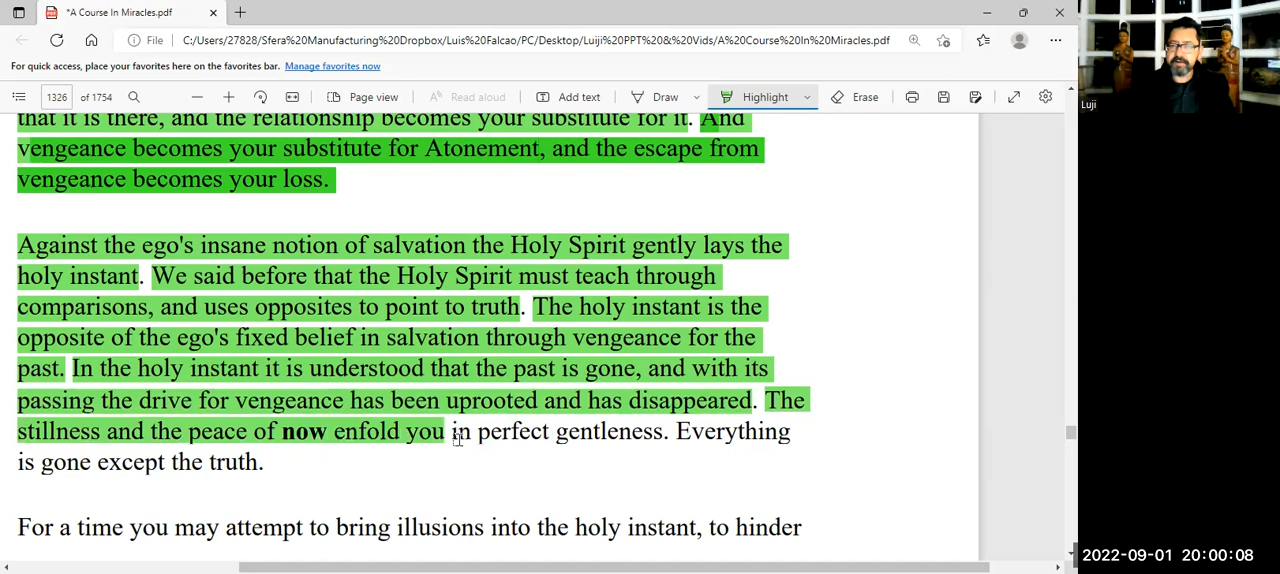 *A Course In Miracles.pdf
File
C:/Users/27828/Sfera%20Manufacturing%20Dropbox/Luis%20Falcao/PC/Desktop/Luiji%20PPT%20&%20Vids/A%20Course%20In%20Miracles.pdf
For quick access, place your favorites here on the favorites bar. Manage favorites now
1326 of 1754 Page view Read aloud Add text Draw Highlight Erase
that it is there, and the relationship becomes your substitute for it. And
vengeance becomes your substitute for Atonement, and the escape from
vengeance becomes your loss.
Against the ego's insane notion of salvation the Holy Spirit gently lays the
holy instant. We said before that the Holy Spirit must teach through
comparisons, and uses opposites to point to truth. The holy instant is the
opposite of the ego's fixed belief in salvation through vengeance for the
past. In the holy instant it is understood that the past is gone, and with its
passing the drive for vengeance has been uprooted and has disappeared. The
stillness and the peace of now enfold you in perfect gentleness. Everything
is gone except the truth.
For a time you may attempt to bring illusions into the holy instant, to hinder
Luji
2022-09-01 20:00:08